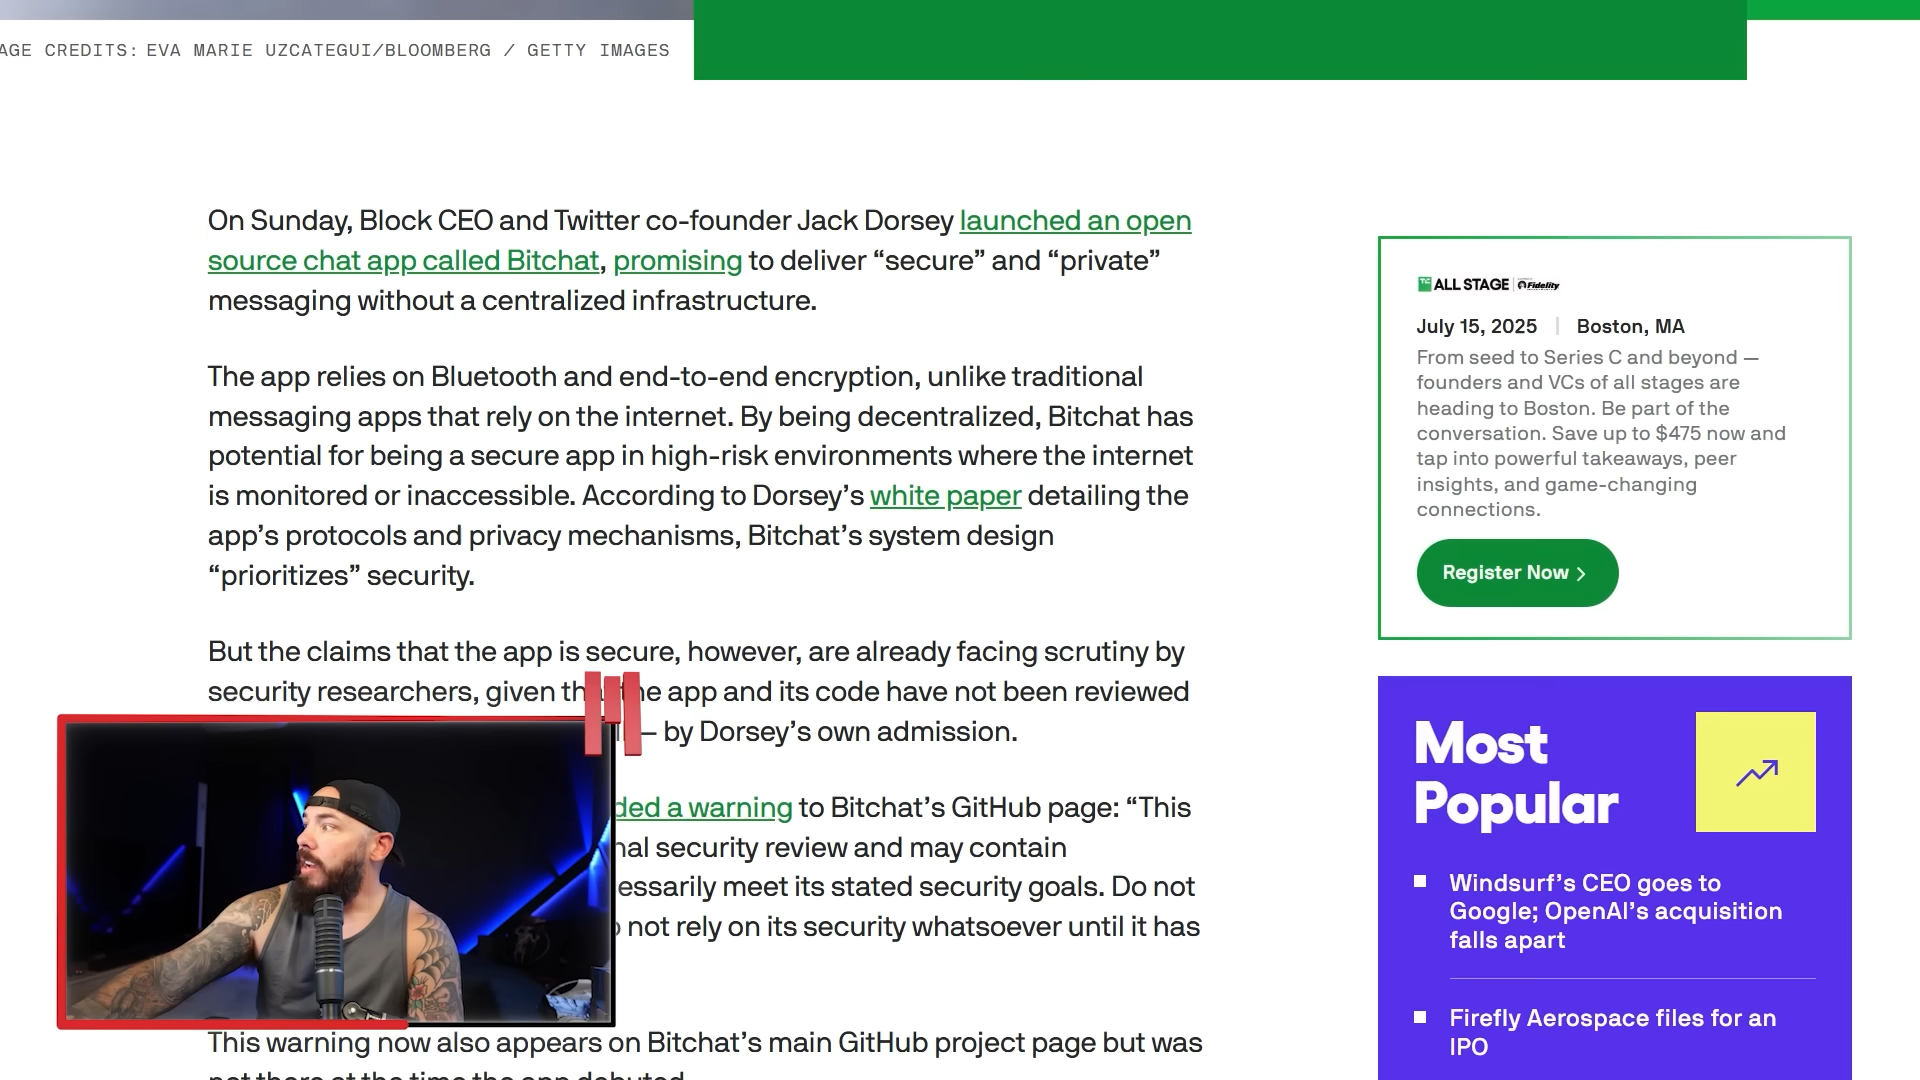 AGE CREDITS: EVA MARIE UZCATEGUI/BLOOMBERG / GETTY IMAGES
On Sunday, Block CEO and Twitter co-founder Jack Dorsey launched an open
source chat app called Bitchat, promising to deliver “secure” and “private”
messaging without a centralized infrastructure.
The app relies on Bluetooth and end-to-end encryption, unlike traditional
messaging apps that rely on the internet. By being decentralized, Bitchat has
potential for being a secure app in high-risk environments where the internet
is monitored or inaccessible. According to Dorsey’s white paper detailing the
app’s protocols and privacy mechanisms, Bitchat’s system design
“prioritizes” security.
But the claims that the app is secure, however, are already facing scrutiny by
security researchers, given the app and its code have not been reviewed
— by Dorsey’s own admission.
ded a warning to Bitchat’s GitHub page: “This
nal security review and may contain
essarily meet its stated security goals. Do not
not rely on its security whatsoever until it has
This warning now also appears on Bitchat’s main GitHub project page but was
not there at the time the app debuted
TC ALL STAGE Fidelity
July 15, 2025 | Boston, MA
From seed to Series C and beyond —
founders and VCs of all stages are
heading to Boston. Be part of the
conversation. Save up to $475 now and
tap into powerful takeaways, peer
insights, and game-changing
connections.
Register Now
Most
Popular
Windsurf’s CEO goes to
Google; OpenAI’s acquisition
falls apart
Firefly Aerospace files for an
IPO